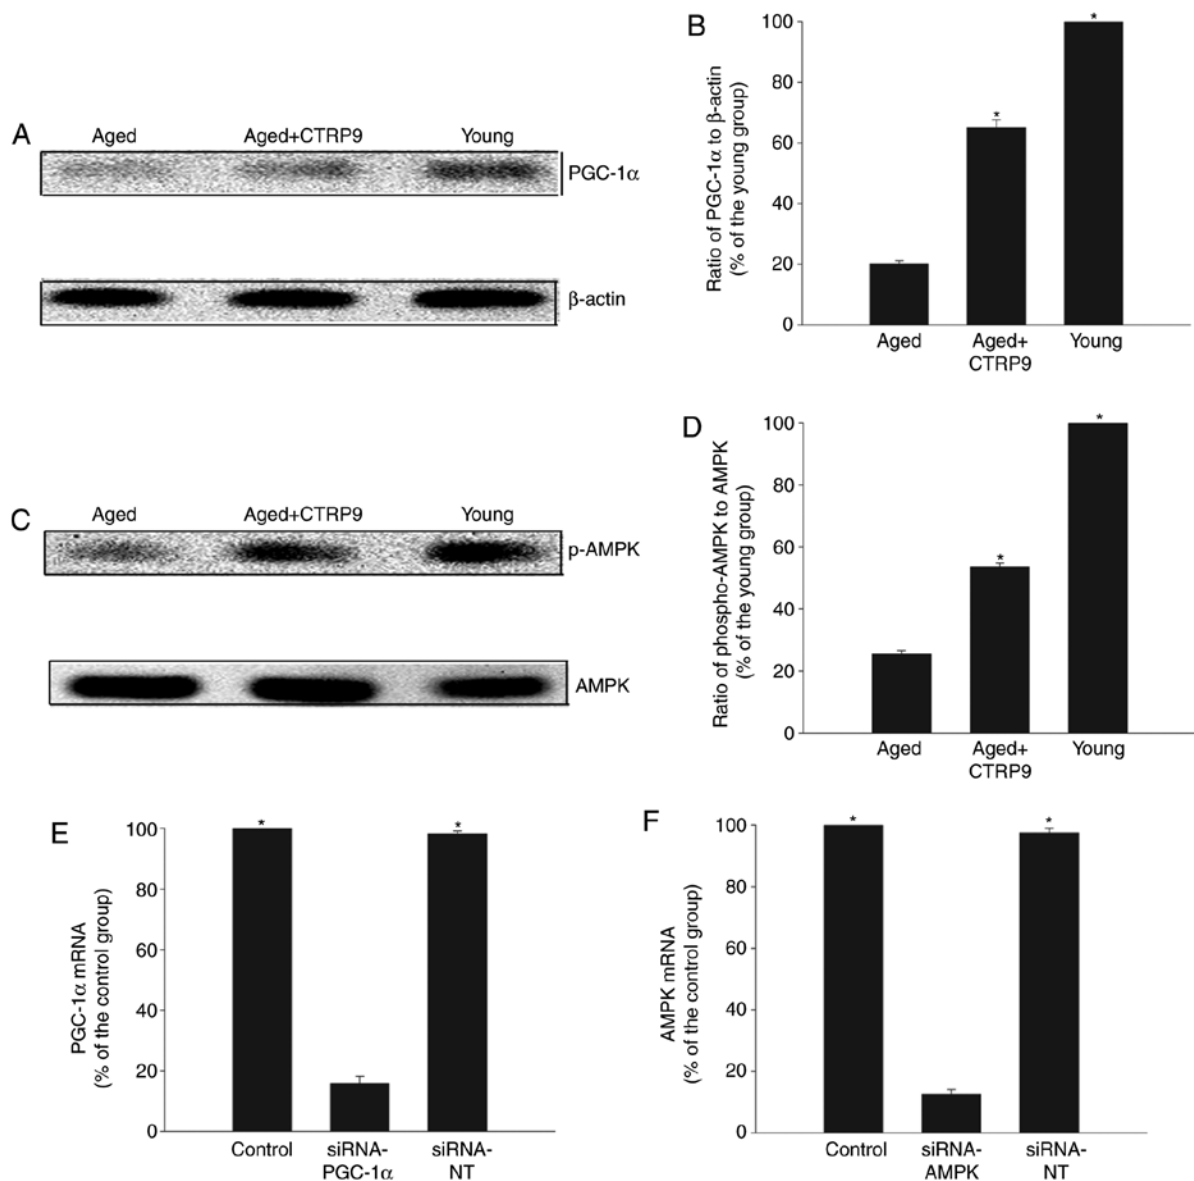 A
Aged Aged+CTRP9 Young
PGC-1α
β-actin
B
Ratio of PGC-1α to β-actin
(% of the young group)
100
80
60
40
20
0
*
*
Aged Aged+ Young
CTRP9
C
Aged Aged+CTRP9 Young
p-AMPK
AMPK
D
Ratio of phospho-AMPK to AMPK
(% of the young group)
100
80
60
40
20
0
*
*
Aged Aged+ Young
CTRP9
E
PGC-1α mRNA
(% of the control group)
100
80
60
40
20
0
* *
Control siRNA- siRNA-
PGC-1α NT
F
AMPK mRNA
(% of the control group)
100
80
60
40
20
0
* *
Control siRNA- siRNA-
AMPK NT